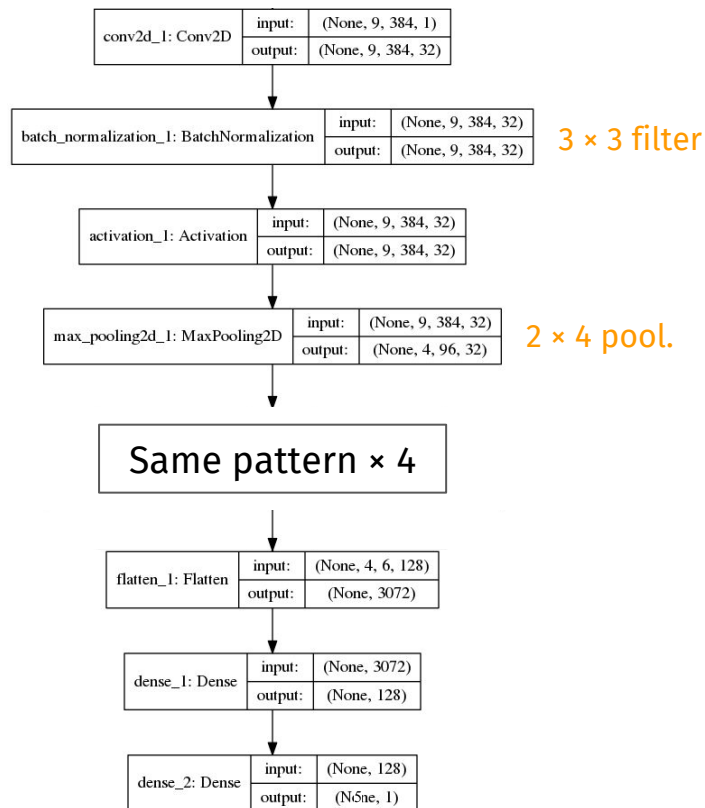 conv2d_1: Conv2D
input: (None, 9, 384, 1)
output: (None, 9, 384, 32)
batch_normalization_1: BatchNormalization
input: (None, 9, 384, 32)
output: (None, 9, 384, 32)
3 × 3 filter
activation_1: Activation
input: (None, 9, 384, 32)
output: (None, 9, 384, 32)
max_pooling2d_1: MaxPooling2D
input: (None, 9, 384, 32)
output: (None, 4, 96, 32)
2 × 4 pool.
Same pattern × 4
flatten_1: Flatten
input: (None, 4, 6, 128)
output: (None, 3072)
dense_1: Dense
input: (None, 3072)
output: (None, 128)
dense_2: Dense
input: (None, 128)
output: 1)